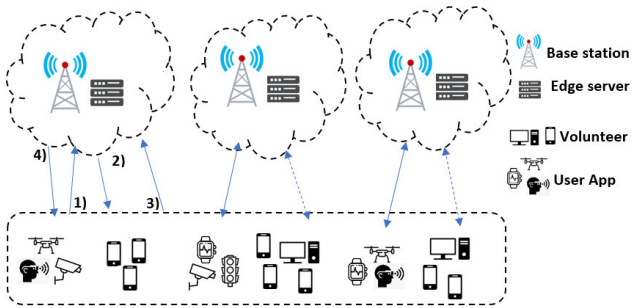 Base station
Edge server
Volunteer
User App
4)
1)
2)
3)